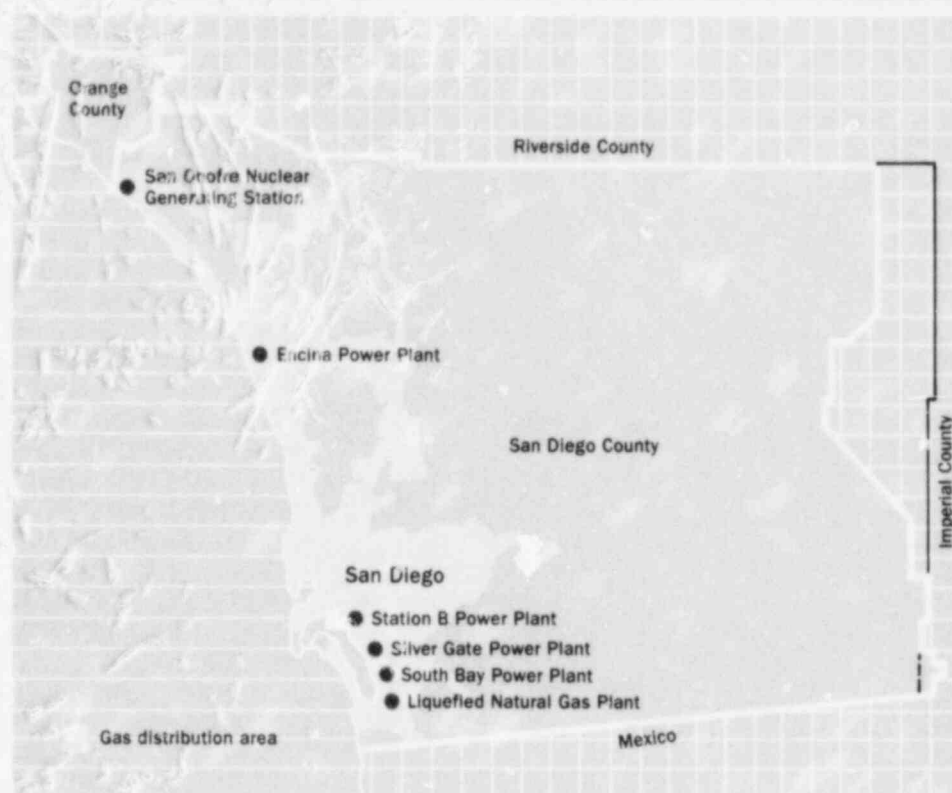 Orange
County
Riverside County
San Onofre Nuclear
Generating Station
Encina Power Plant
San Diego County
Imperial County
San Diego
Station B Power Plant
Silver Gate Power Plant
South Bay Power Plant
Liquefied Natural Gas Plant
Gas distribution area
Mexico